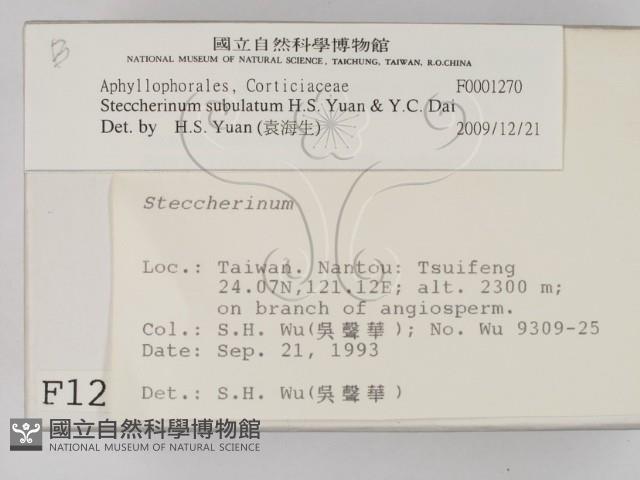 B
國立自然科學博物館
NATIONAL MUSEUM OF NATURAL SCIENCE, TAICHUNG, TAIWAN, R.O.CHINA
Aphyllophorales, Corticiaceae F0001270
Steccherinum subulatum H.S. Yuan & Y.C. Dai
Det. by H.S. Yuan (袁海生) 2009/12/21
Steccherinum
Loc.: Taiwan. Nantou: Tsuifeng
24.07N,121.12E; alt. 2300 m;
on branch of angiosperm.
Col.: S.H. Wu(吳聲華); No. Wu 9309-25
Date: Sep. 21, 1993
Det.: S.H. Wu(吳聲華)
F12
國立自然科學博物館
NATIONAL MUSEUM OF NATURAL SCIENCE